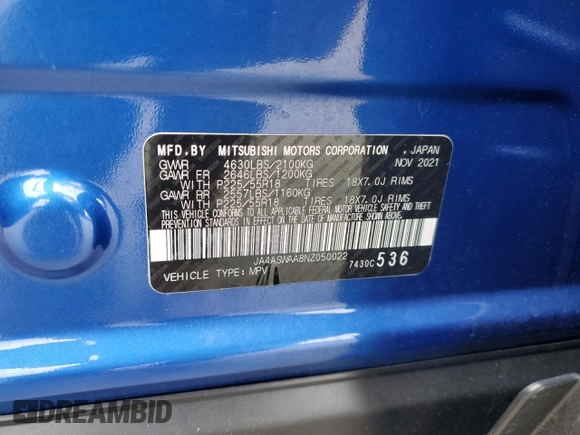 MFD.BY MITSUBISHI MOTORS CORPORATION , JAPAN
GVWR 4630LBS/2100KG NOV 2021
GAWR FR 2646LBS/1200KG
WITH P225/55R18 TIRES 18X7.0J RIMS
GAWR RR 2557LBS/1160KG
WITH P225/55R18 TIRES 18X7.0J RIMS
THIS VEHICLE CONFORMS TO ALL APPLICABLE FEDERAL MOTOR VEHICLE SAFETY AND THEFT
PREVENTION STANDARDS IN EFFECT ON THE DATE OF MANUFACTURE SHOWN ABOVE.
JA4ASWAA8NZ050022
VEHICLE TYPE: MPV 7430C 536
DREAMBID